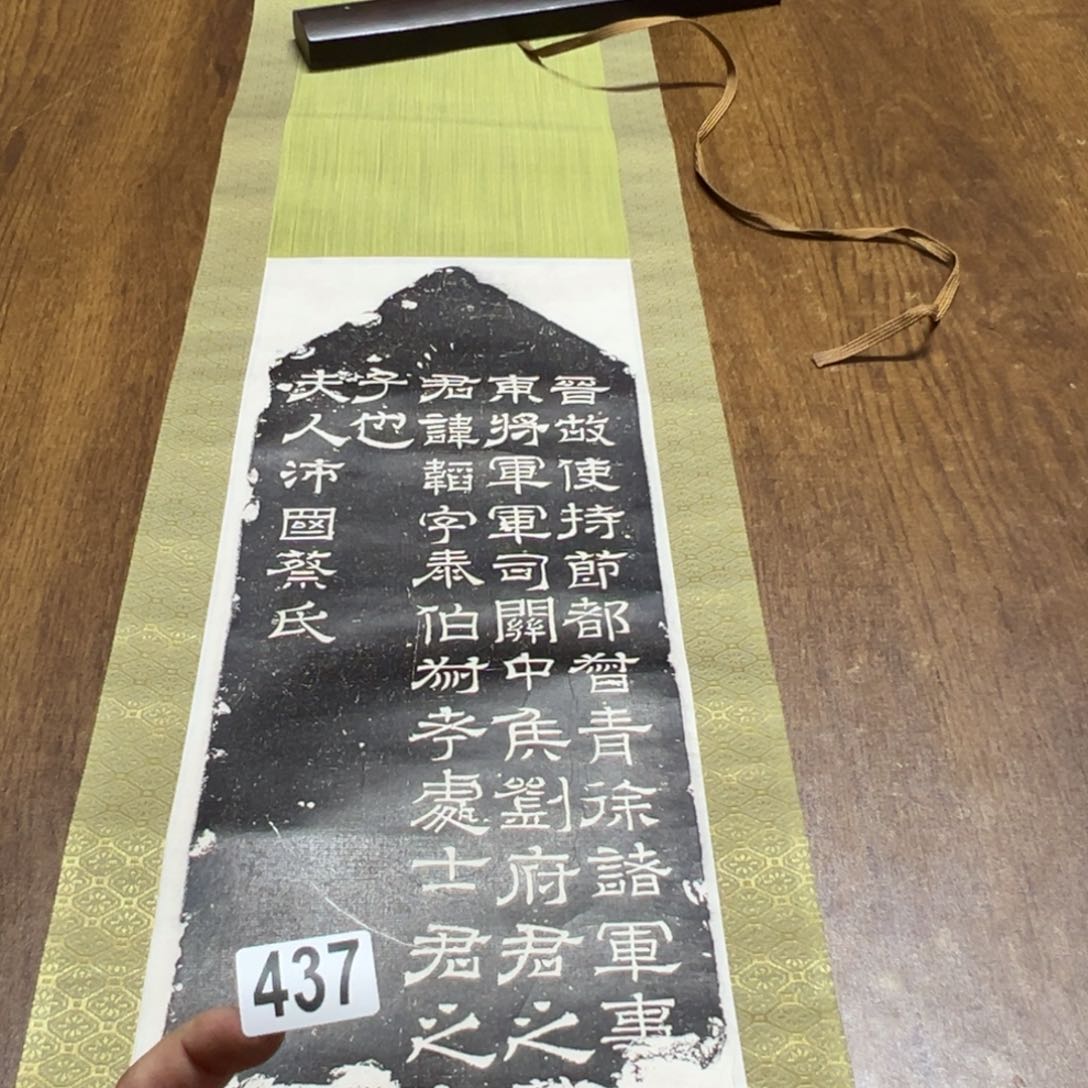 晉故使持節都督青徐諸軍事
東將軍軍司關中侯劉府君之
君諱韜字泰伯孝處士君之
子也
夫人沛國蔡氏
437